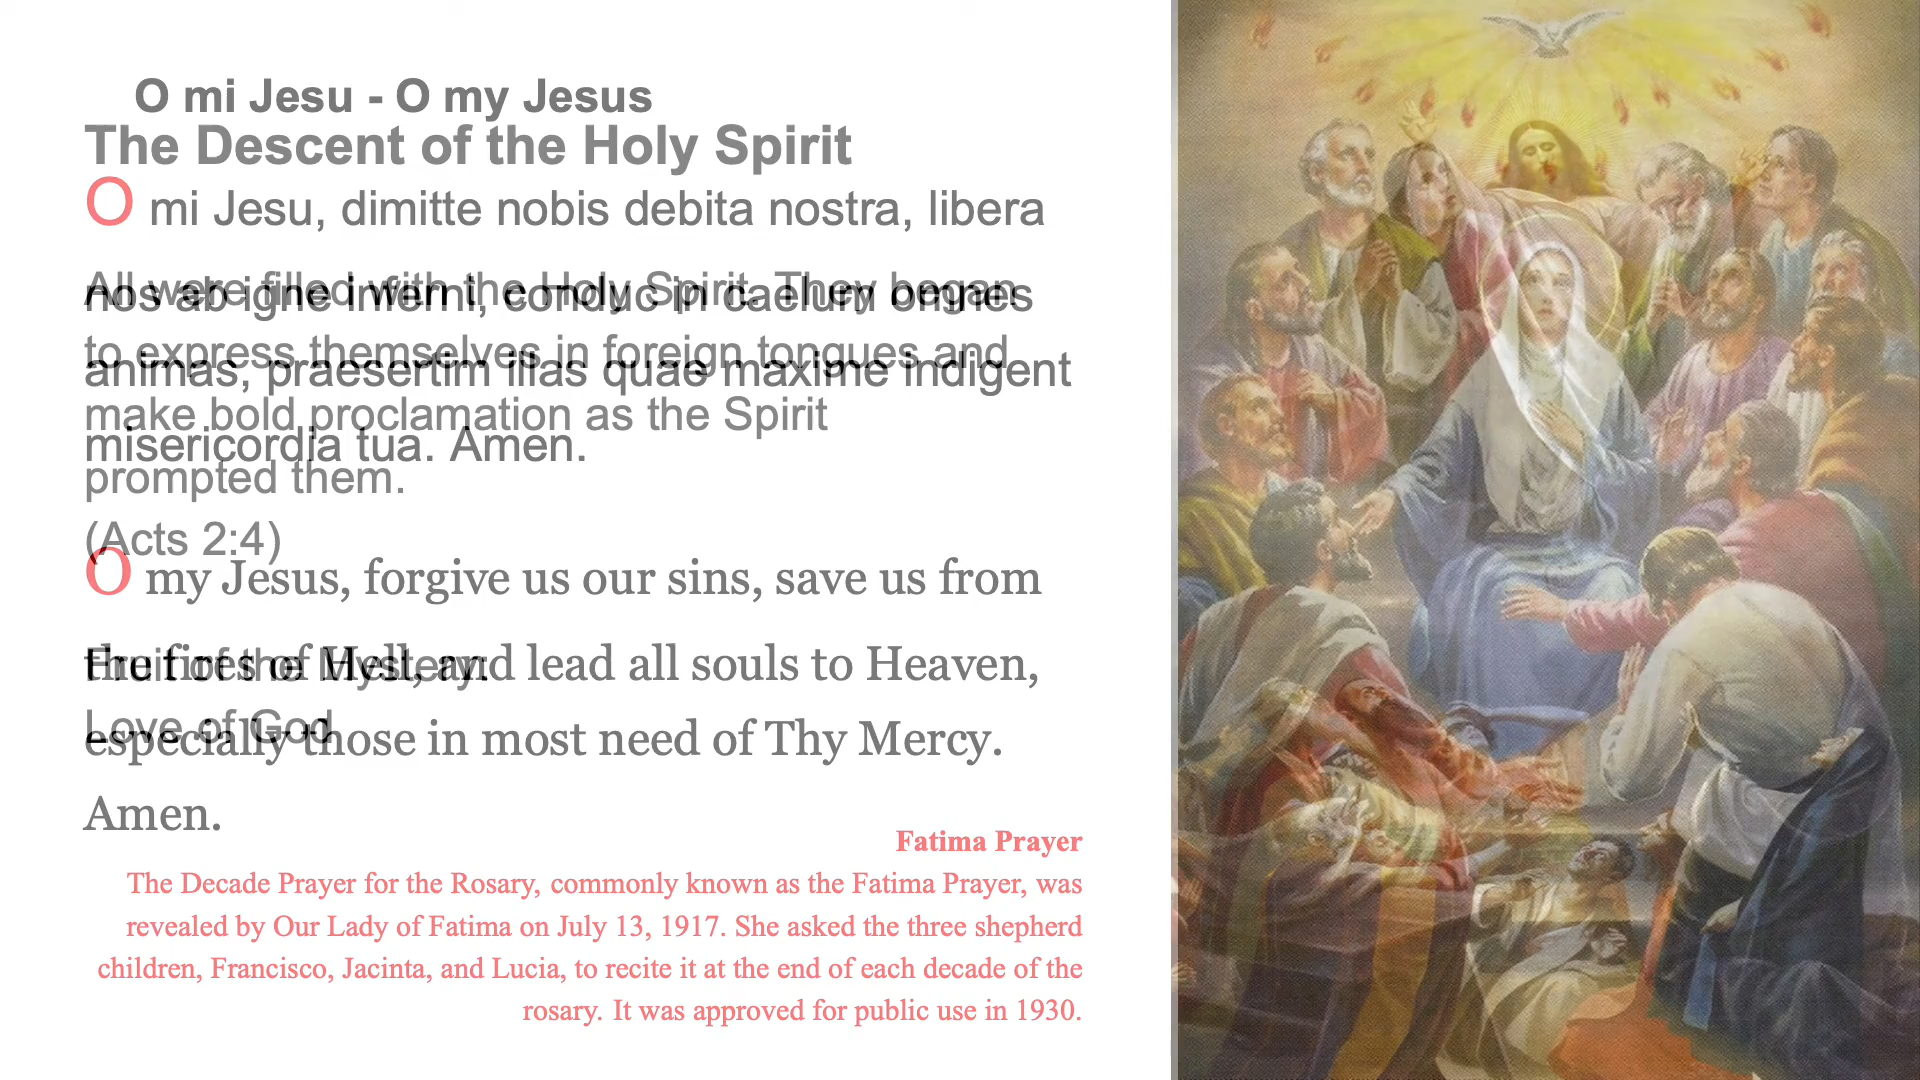 O mi Jesu - O my Jesus
The Descent of the Holy Spirit
O mi Jesu, dimitte nobis debita nostra, libera
All were filled with the Holy Spirit. They began
nos ab igne inferni, conduc in caelum omnes
to express themselves in foreign tongues and
animas, praesertim illas quae maxime indigent
make bold proclamation as the Spirit
misericordia tua. Amen.
prompted them.
(Acts 2:4)
O my Jesus, forgive us our sins, save us from
the fires of Hell, and lead all souls to Heaven,
Fruit of the Mystery:
Love of God
especially those in most need of Thy Mercy.
Amen.
Fatima Prayer
The Decade Prayer for the Rosary, commonly known as the Fatima Prayer, was
revealed by Our Lady of Fatima on July 13, 1917. She asked the three shepherd
children, Francisco, Jacinta, and Lucia, to recite it at the end of each decade of the
rosary. It was approved for public use in 1930.